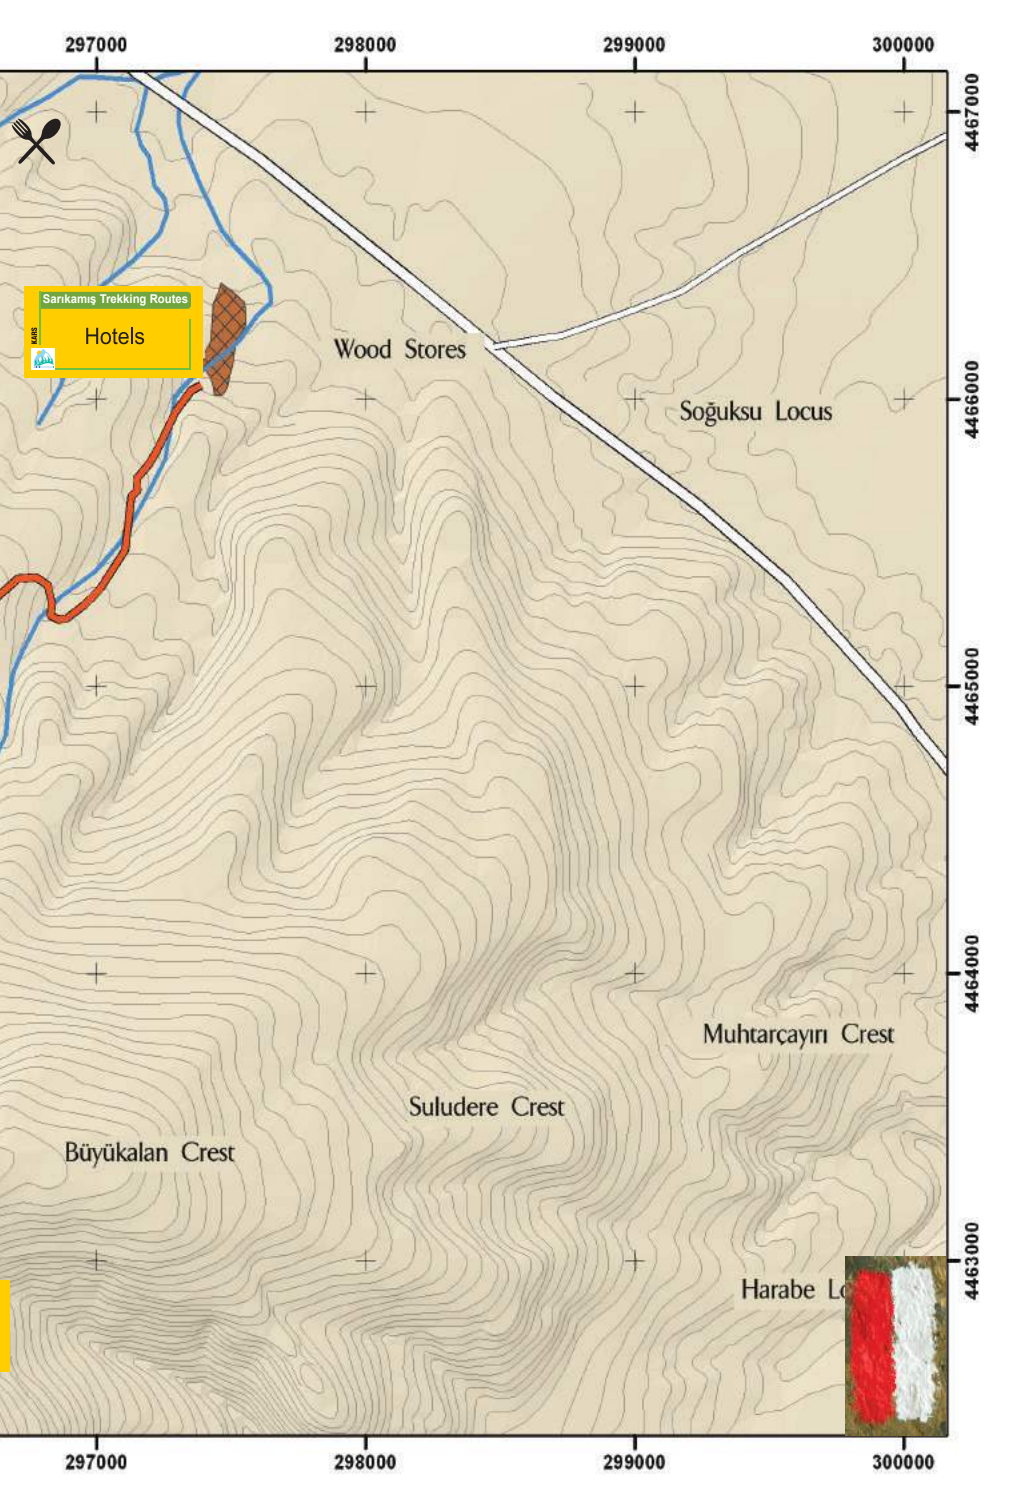 297000 298000 299000 300000
4467000
Sarıkamış Trekking Routes
KARS
Hotels
Wood Stores
4466000
Soğuksu Locus
4465000
4464000
Muhtarçayırı Crest
Suludere Crest
Büyükalan Crest
4463000
Harabe
297000 298000 299000 300000